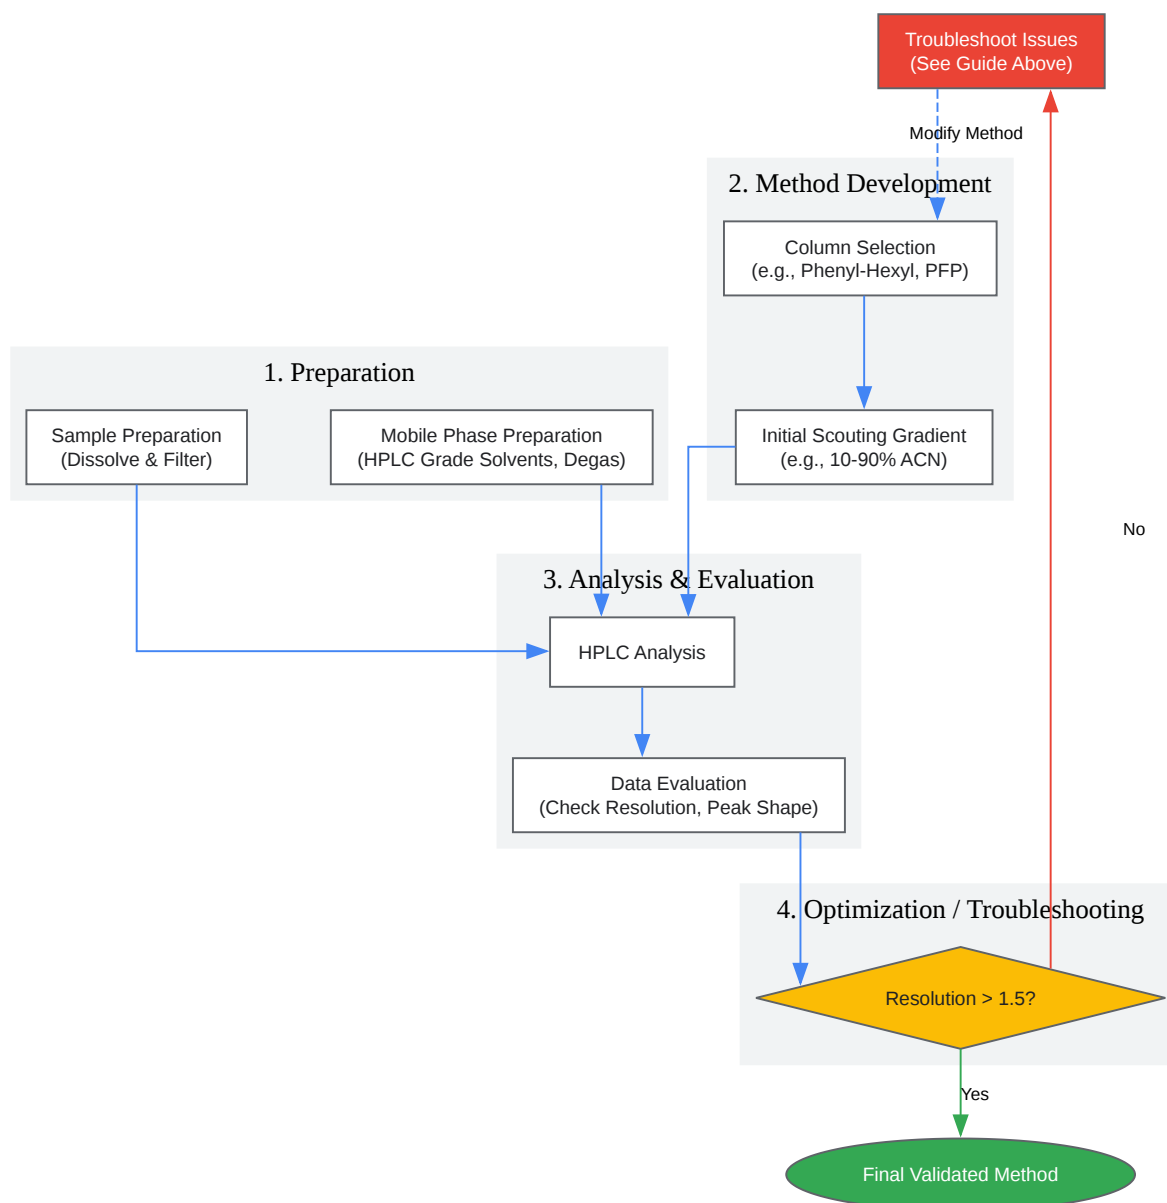 Troubleshoot Issues
(See Guide Above)
Modify Method
2. Method Development
Column Selection
(e.g., Phenyl-Hexyl, PFP)
1. Preparation
Sample Preparation
(Dissolve & Filter)
Mobile Phase Preparation
(HPLC Grade Solvents, Degas)
Initial Scouting Gradient
(e.g., 10-90% ACN)
No
3. Analysis & Evaluation
HPLC Analysis
Data Evaluation
(Check Resolution, Peak Shape)
4. Optimization / Troubleshooting
Resolution > 1.5?
Yes
Final Validated Method